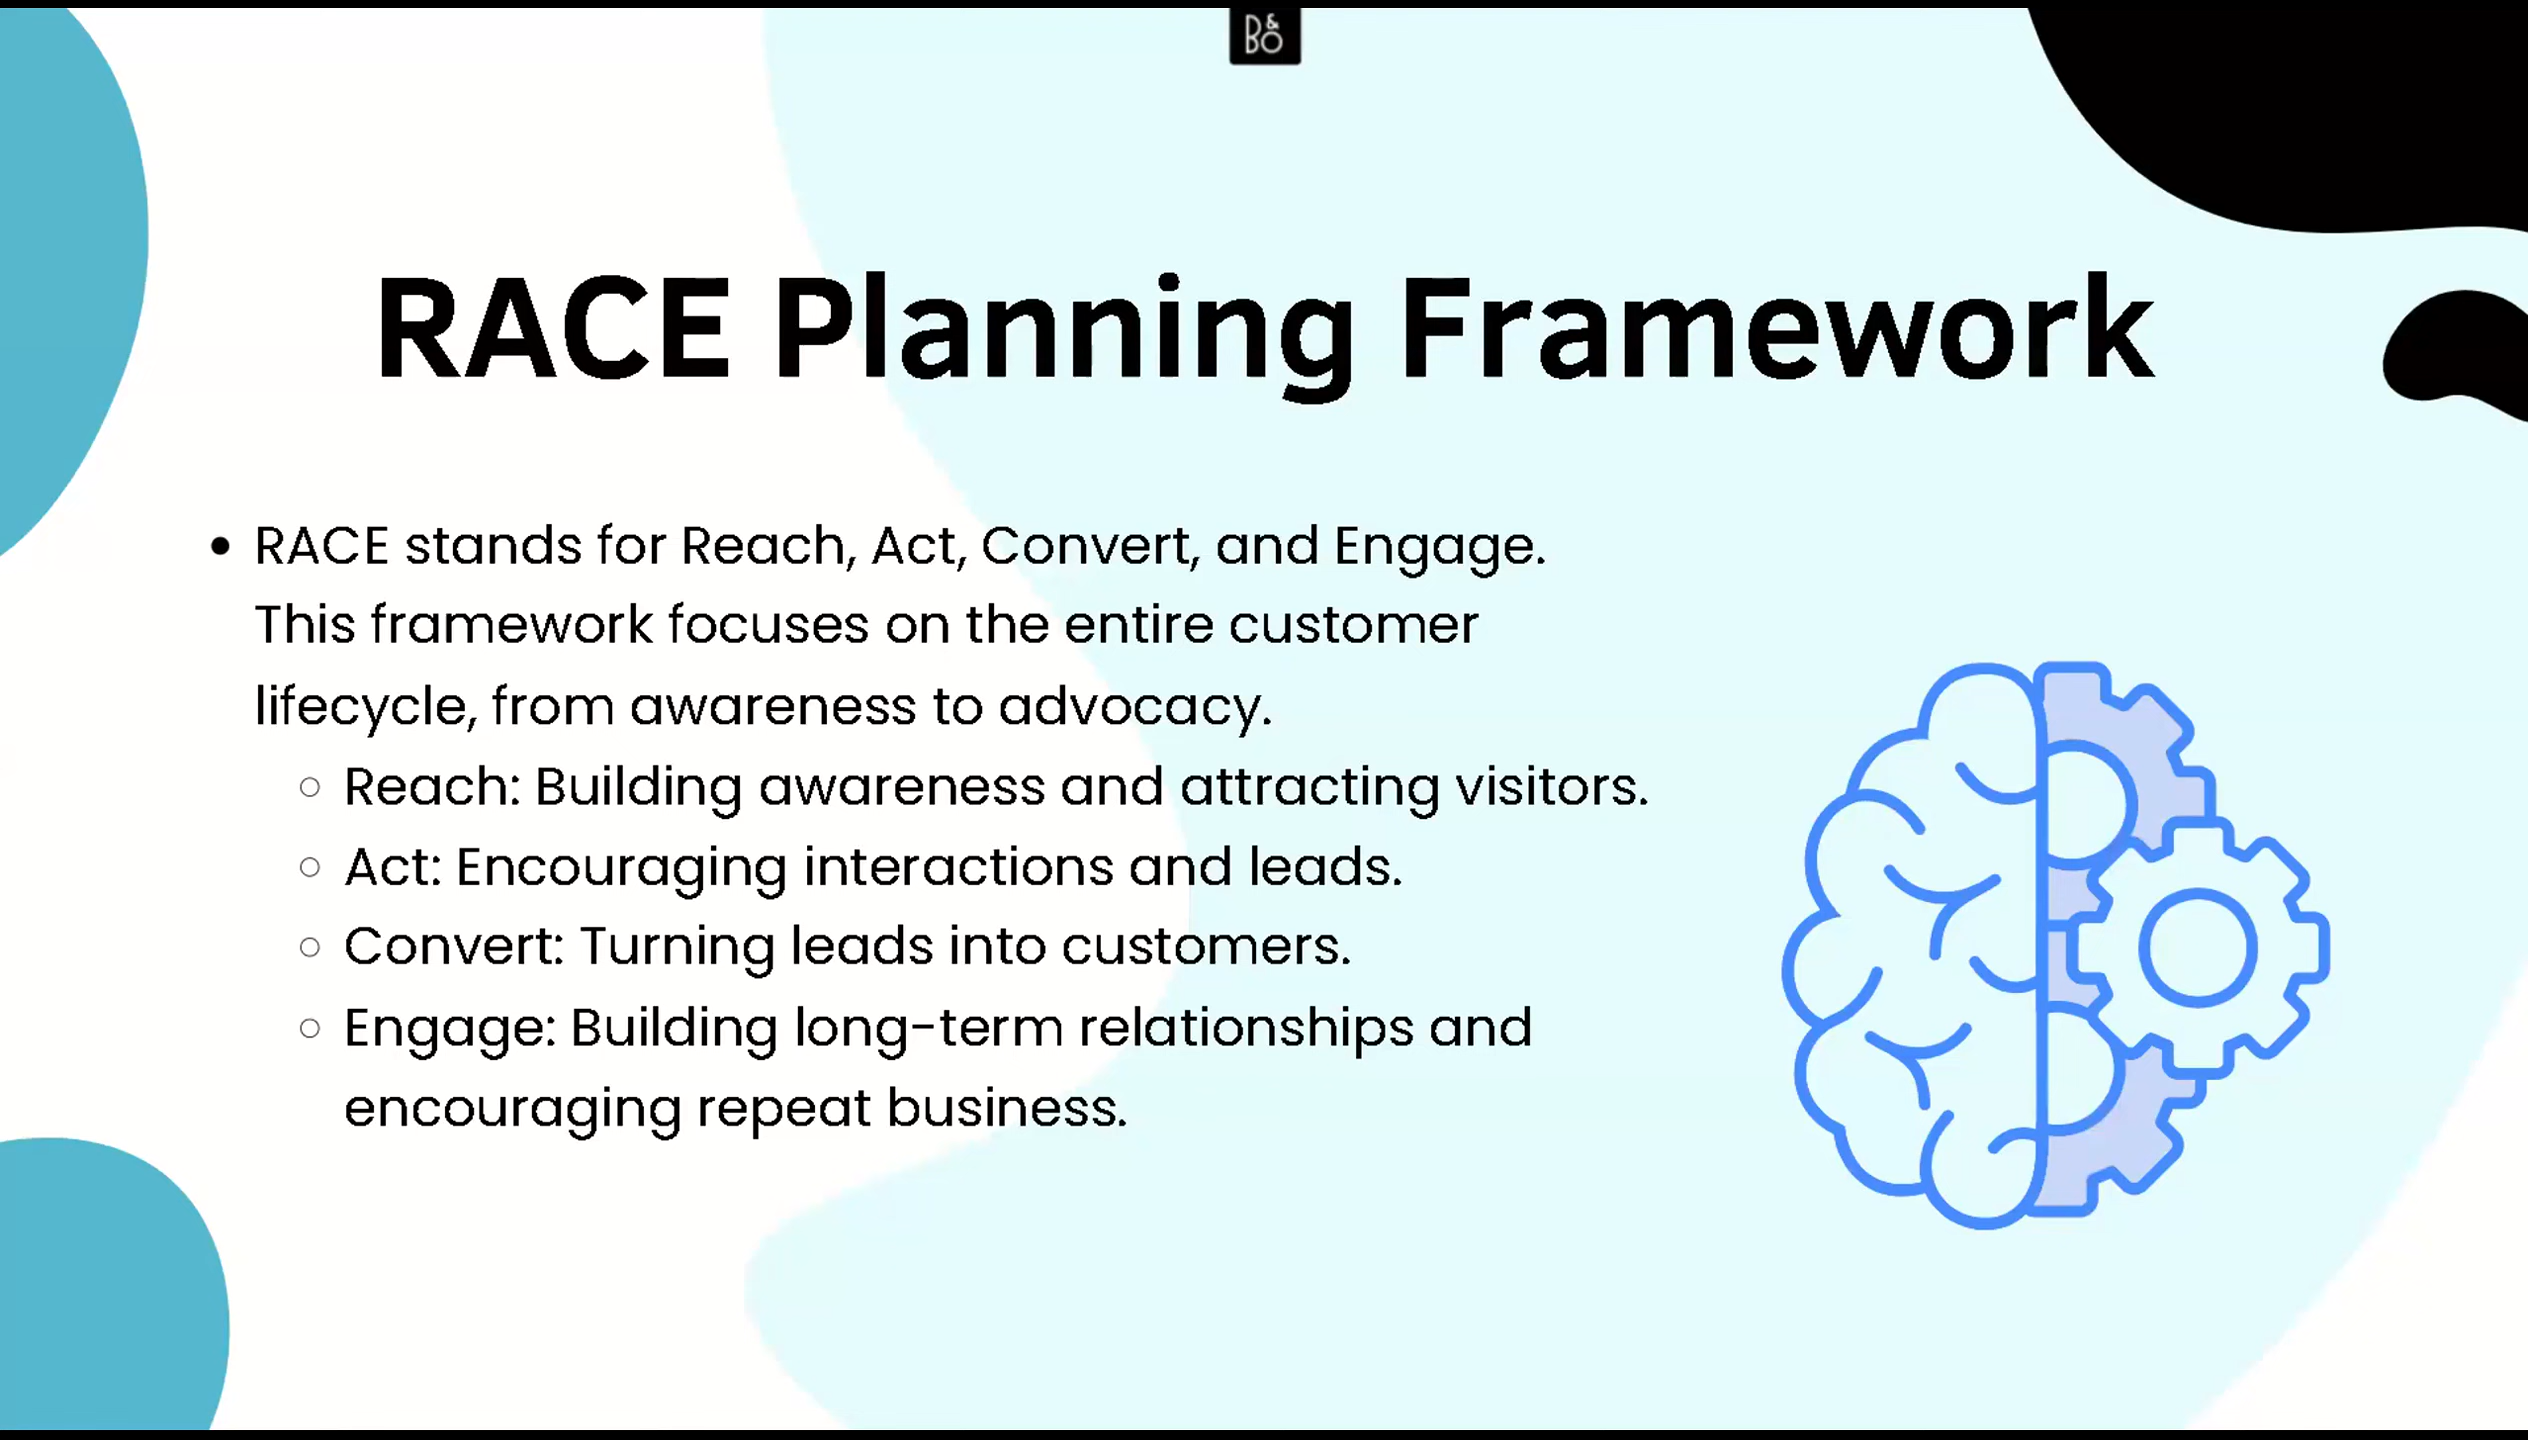 B&O
RACE Planning Framework
• RACE stands for Reach, Act, Convert, and Engage.
This framework focuses on the entire customer
lifecycle, from awareness to advocacy.
○ Reach: Building awareness and attracting visitors.
○ Act: Encouraging interactions and leads.
○ Convert: Turning leads into customers.
○ Engage: Building long-term relationships and
encouraging repeat business.